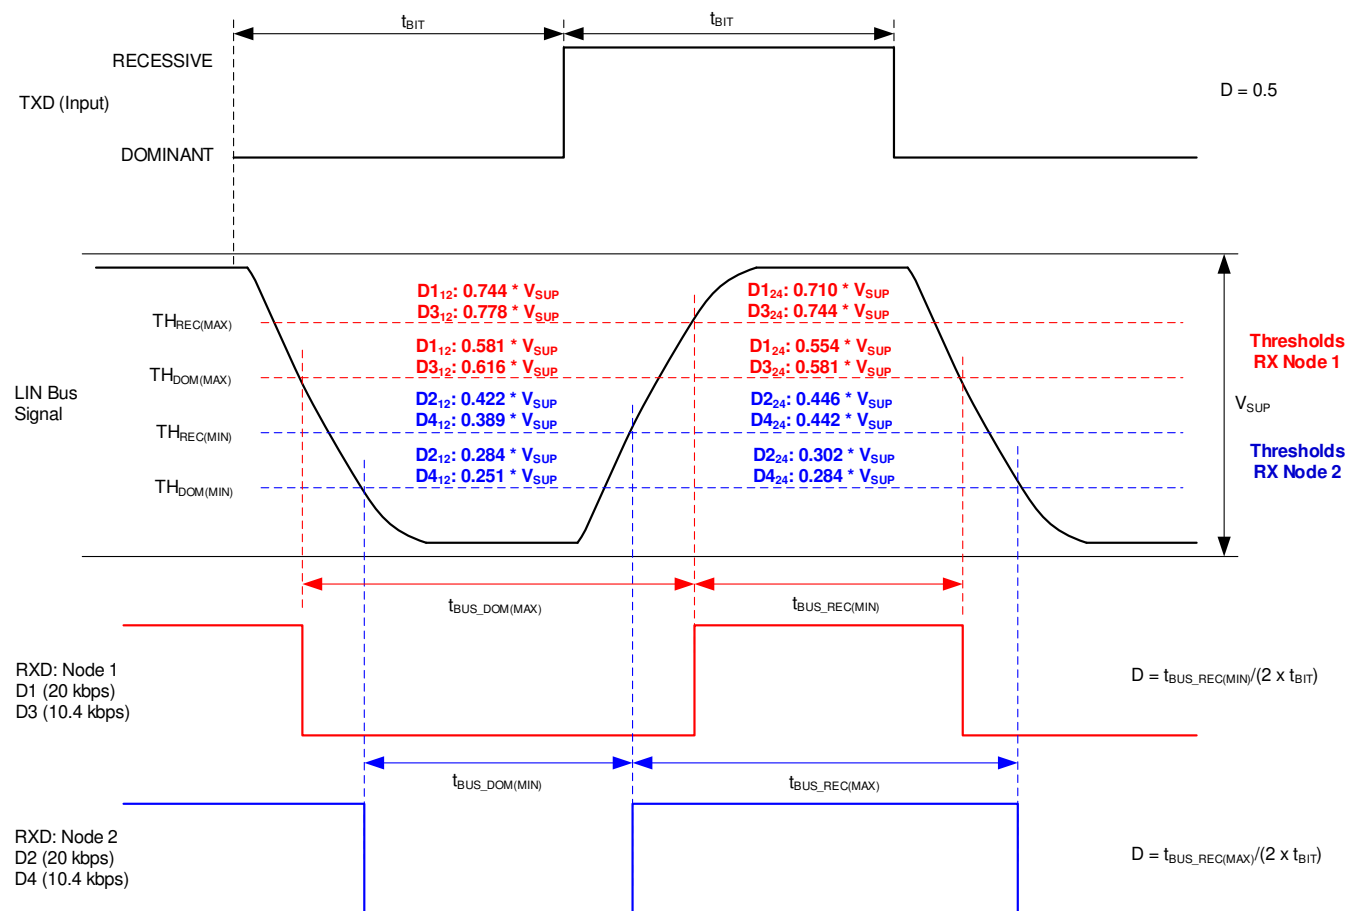 tBIT tBIT
RECESSIVE
TXD (Input)
D = 0.5
DOMINANT
D112: 0.744 * VSUP
D312: 0.778 * VSUP
D124: 0.710 * VSUP
D324: 0.744 * VSUP
THREC(MAX)
D112: 0.581 * VSUP
D312: 0.616 * VSUP
D124: 0.554 * VSUP
D324: 0.581 * VSUP
Thresholds
RX Node 1
THDOM(MAX)
LIN Bus
Signal
D212: 0.422 * VSUP
D412: 0.389 * VSUP
D224: 0.446 * VSUP
D424: 0.442 * VSUP
VSUP
THREC(MIN)
D212: 0.284 * VSUP
D412: 0.251 * VSUP
D224: 0.302 * VSUP
D424: 0.284 * VSUP
Thresholds
RX Node 2
THDOM(MIN)
tBUS_DOM(MAX) tBUS_REC(MIN)
RXD: Node 1
D1 (20 kbps)
D3 (10.4 kbps)
D = tBUS_REC(MIN)/(2 x tBIT)
tBUS_DOM(MIN) tBUS_REC(MAX)
RXD: Node 2
D2 (20 kbps)
D4 (10.4 kbps)
D = tBUS_REC(MAX)/(2 x tBIT)